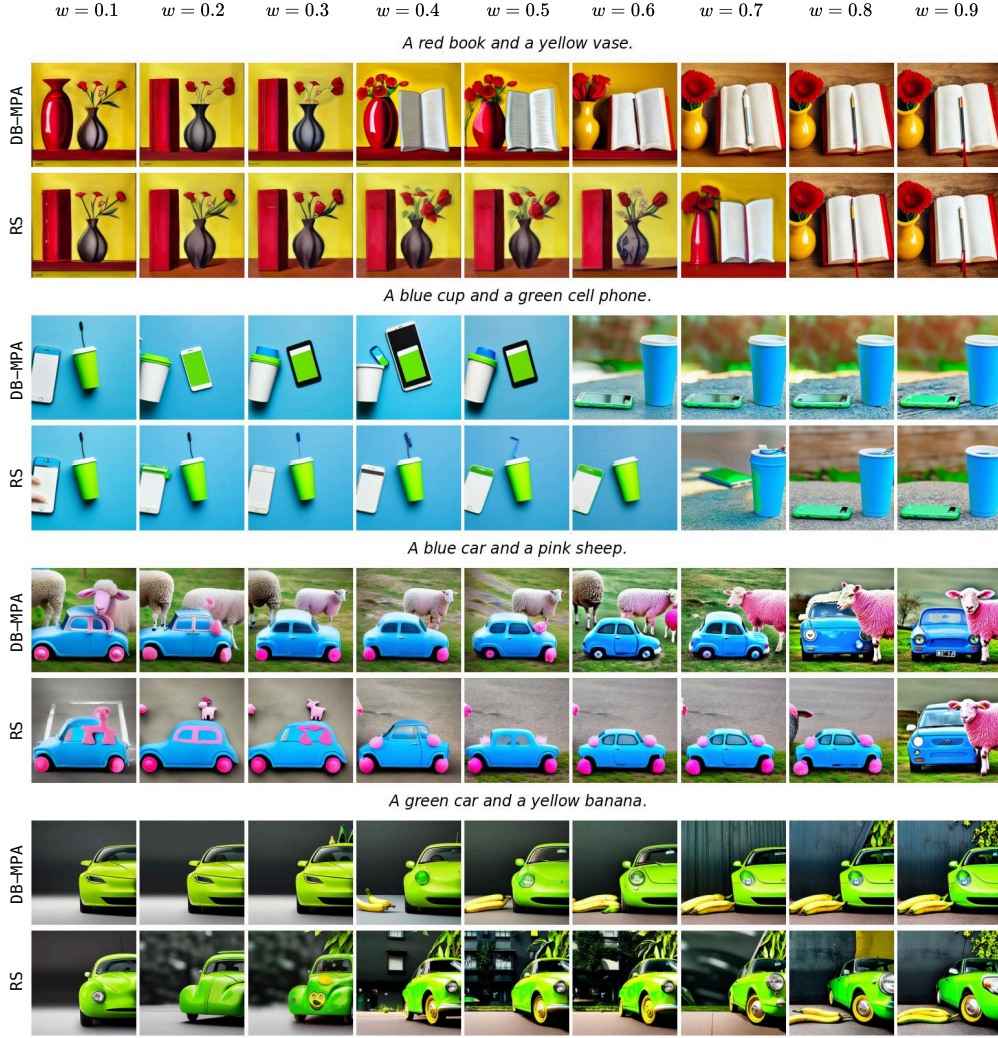 w = 0.1 w = 0.2 w = 0.3 w = 0.4 w = 0.5 w = 0.6 w = 0.7 w = 0.8 w = 0.9
A red book and a yellow vase.
DB-MPA
RS
A blue cup and a green cell phone.
DB-MPA
RS
A blue car and a pink sheep.
DB-MPA
RS
A green car and a yellow banana.
DB-MPA
RS